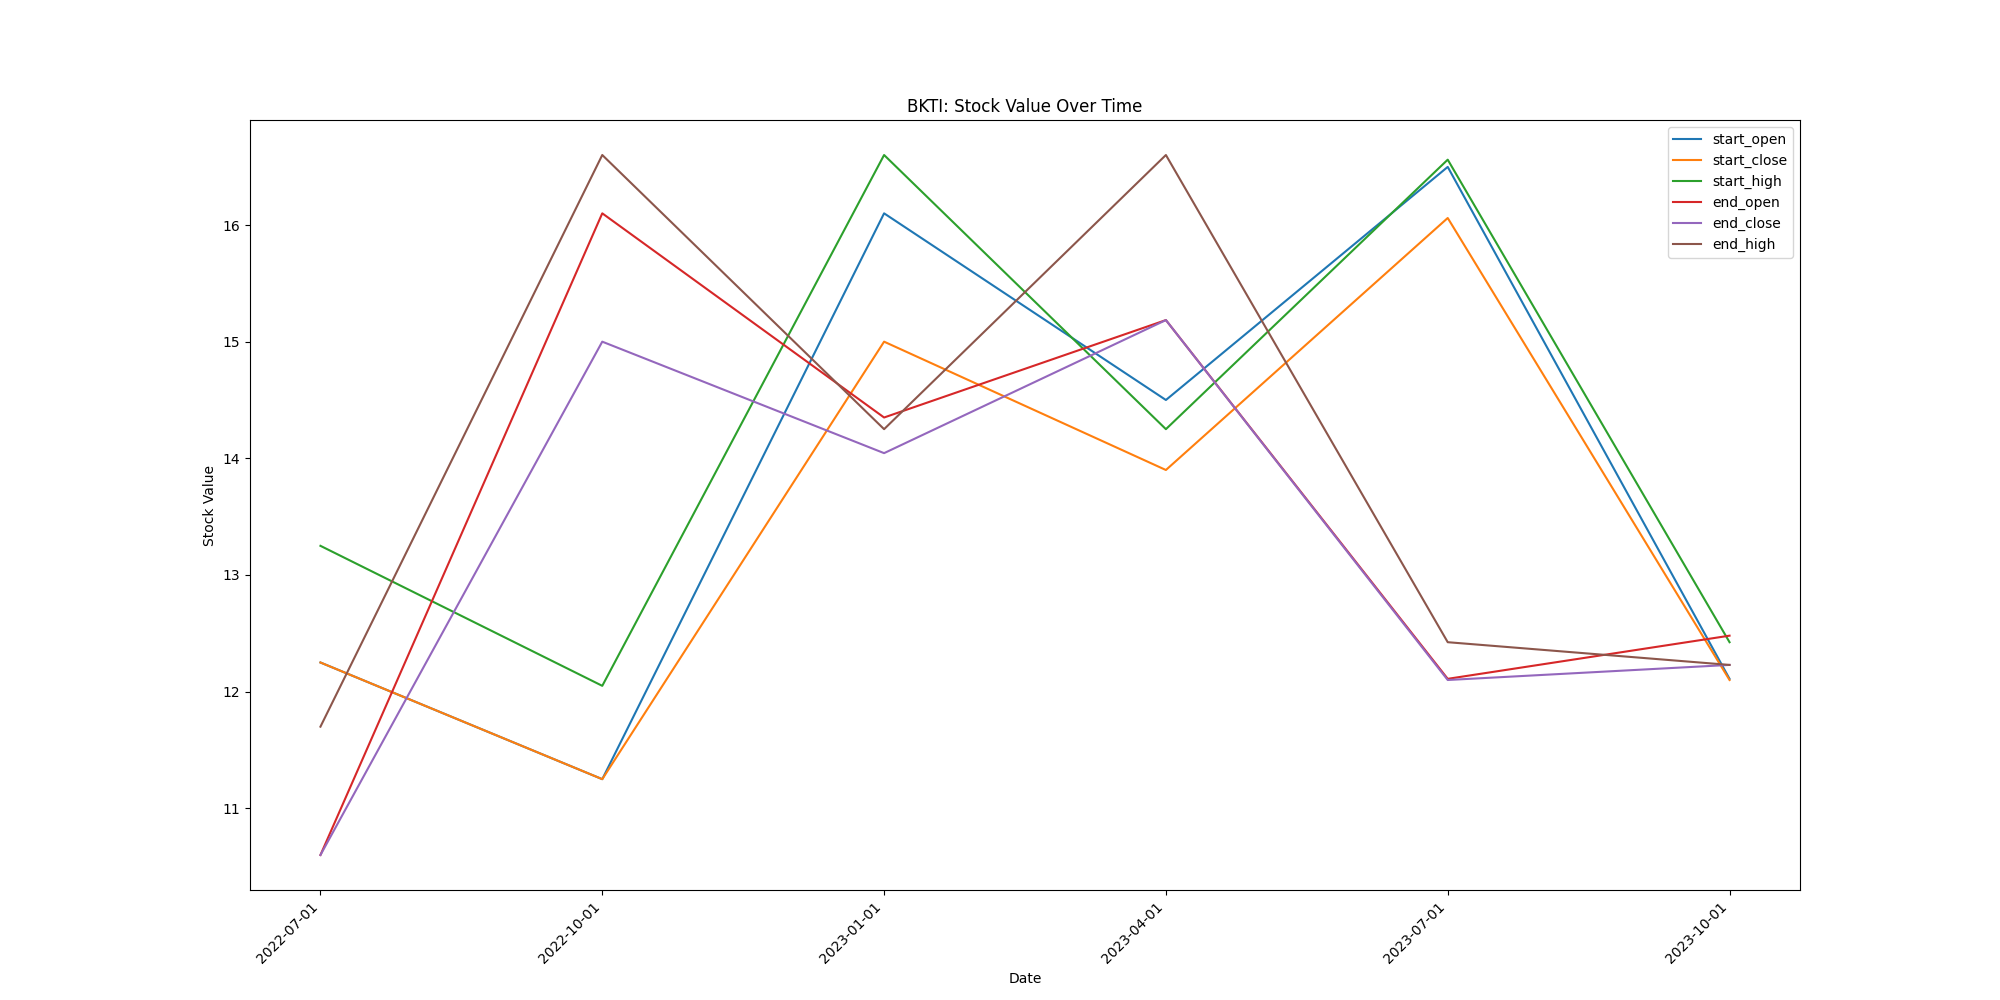 BKTI: Stock Value Over Time
start_open
start_close
start_high
end_open
end_close
end_high
Stock Value
16
15
14
13
12
11
2022-07-01
2022-10-01
2023-01-01
2023-04-01
2023-07-01
2023-10-01
Date